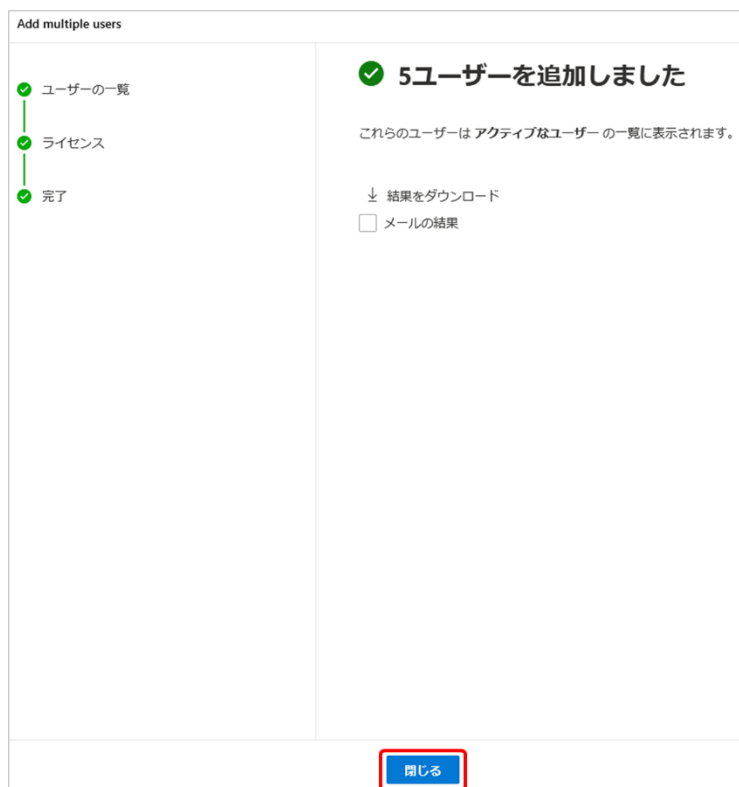 Add multiple users
ユーザーの一覧
ライセンス
完了
5ユーザーを追加しました
これらのユーザーは アクティブなユーザー の一覧に表示されます。
結果をダウンロード
メールの結果
閉じる